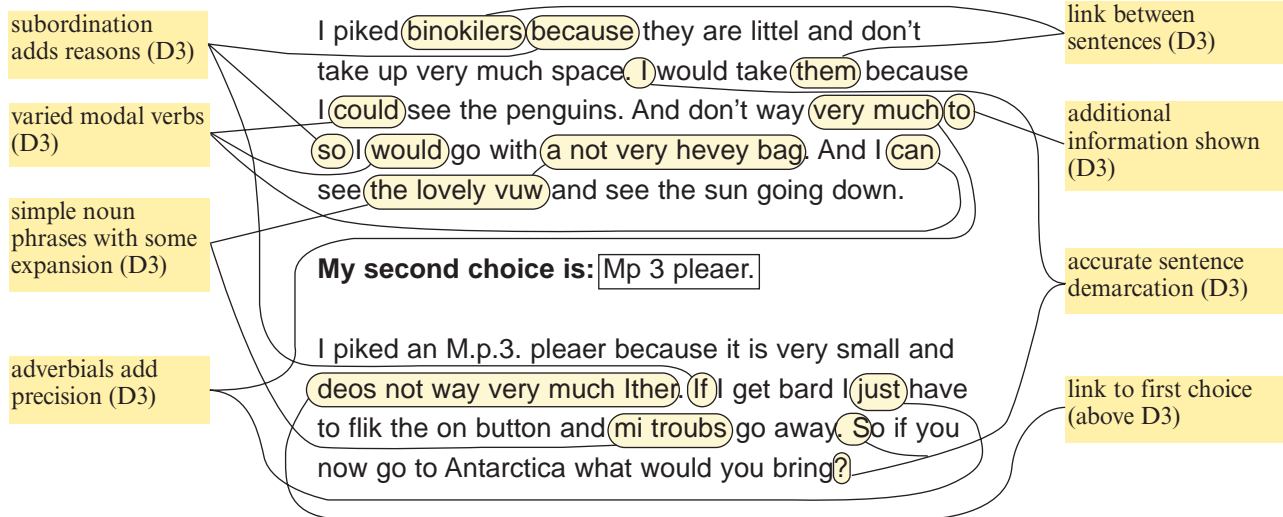 subordination
adds reasons (D3)
varied modal verbs
(D3)
simple noun
phrases with some
expansion (D3)
adverbials add
precision (D3)
I piked binokilers because they are littel and don't
take up very much space. I would take them because
I could see the penguins. And don't way very much to
so I would go with a not very hevey bag. And I can
see the lovely vuw and see the sun going down.
My second choice is: Mp 3 pleaer.
I piked an M.p.3. pleaer because it is very small and
deos not way very much Ither. If I get bard I just have
to flik the on button and mi troubs go away. So if you
now go to Antarctica what would you bring?
link between
sentences (D3)
additional
information shown
(D3)
accurate sentence
demarcation (D3)
link to first choice
(above D3)